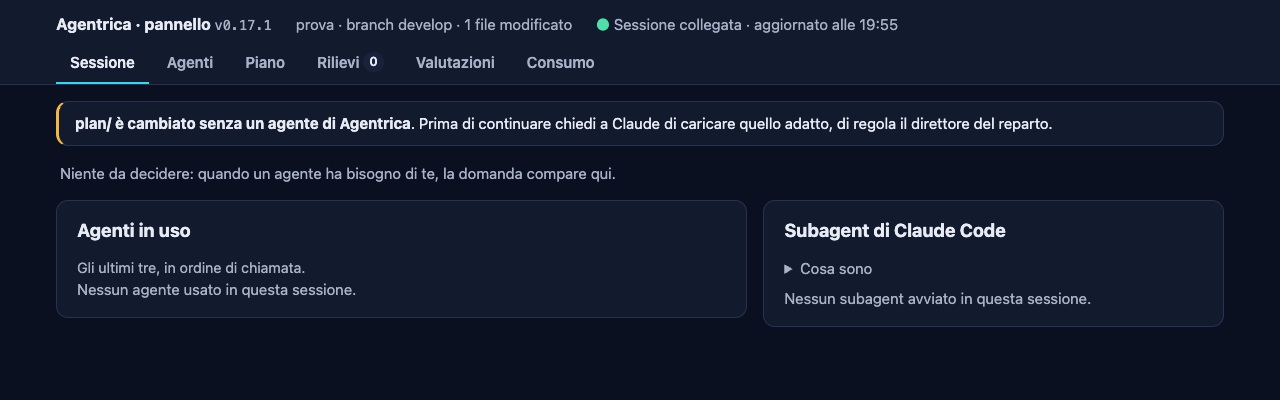 Agentrica · pannello v0.17.1 prova · branch develop · 1 file modificato Sessione collegata · aggiornato alle 19:55
Sessione Agenti Piano Rilievi 0 Valutazioni Consumo
plan/ è cambiato senza un agente di Agentrica. Prima di continuare chiedi a Claude di caricare quello adatto, di regola il direttore del reparto.
Niente da decidere: quando un agente ha bisogno di te, la domanda compare qui.
Agenti in uso
Gli ultimi tre, in ordine di chiamata.
Nessun agente usato in questa sessione.
Subagent di Claude Code
Cosa sono
Nessun subagent avviato in questa sessione.